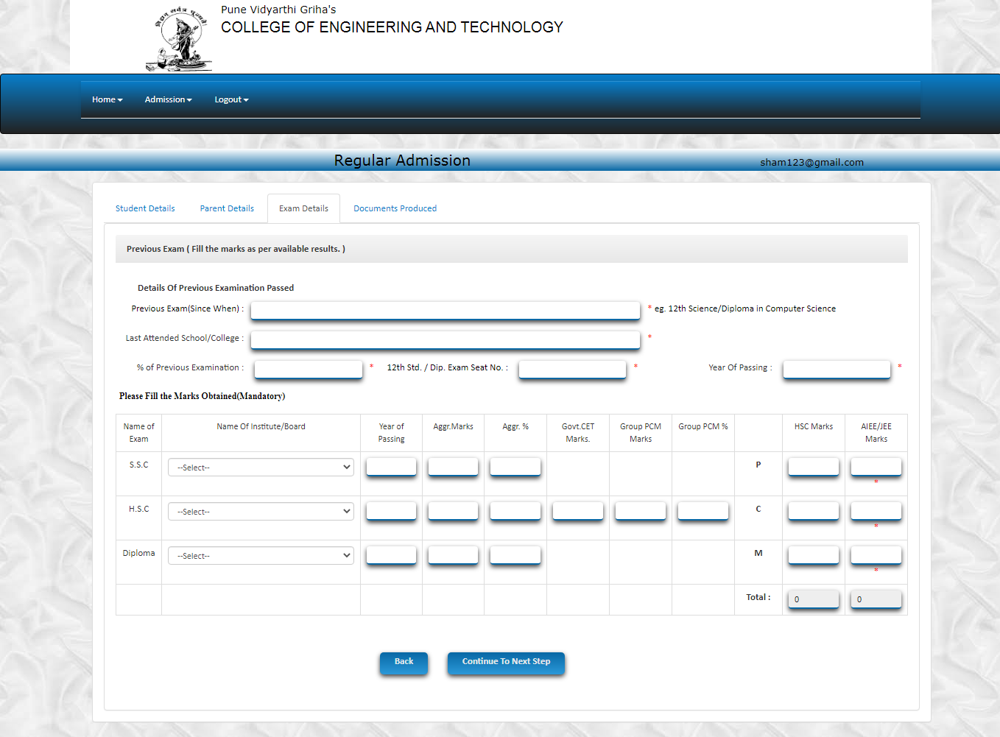 Pune Vidyarthi Griha's
COLLEGE OF ENGINEERING AND TECHNOLOGY
Home Admission Logout
Regular Admission sham123@gmail.com
Student Details Parent Details Exam Details Documents Produced
Previous Exam ( Fill the marks as per available results. )
Details Of Previous Examination Passed
Previous Exam(Since When) : * eg. 12th Science/Diploma in Computer Science
Last Attended School/College : *
% of Previous Examination : * 12th Std. / Dip. Exam Seat No. : * Year Of Passing : *
Please Fill the Marks Obtained(Mandatory)
Name of Exam Name Of Institute/Board Year of Passing Aggr.Marks Aggr. % Govt.CET Marks. Group PCM Marks Group PCM % HSC Marks AIEE/JEE Marks
S.S.C --Select-- P *
H.S.C --Select-- C *
Diploma --Select-- M *
Total : 0 0
Back Continue To Next Step